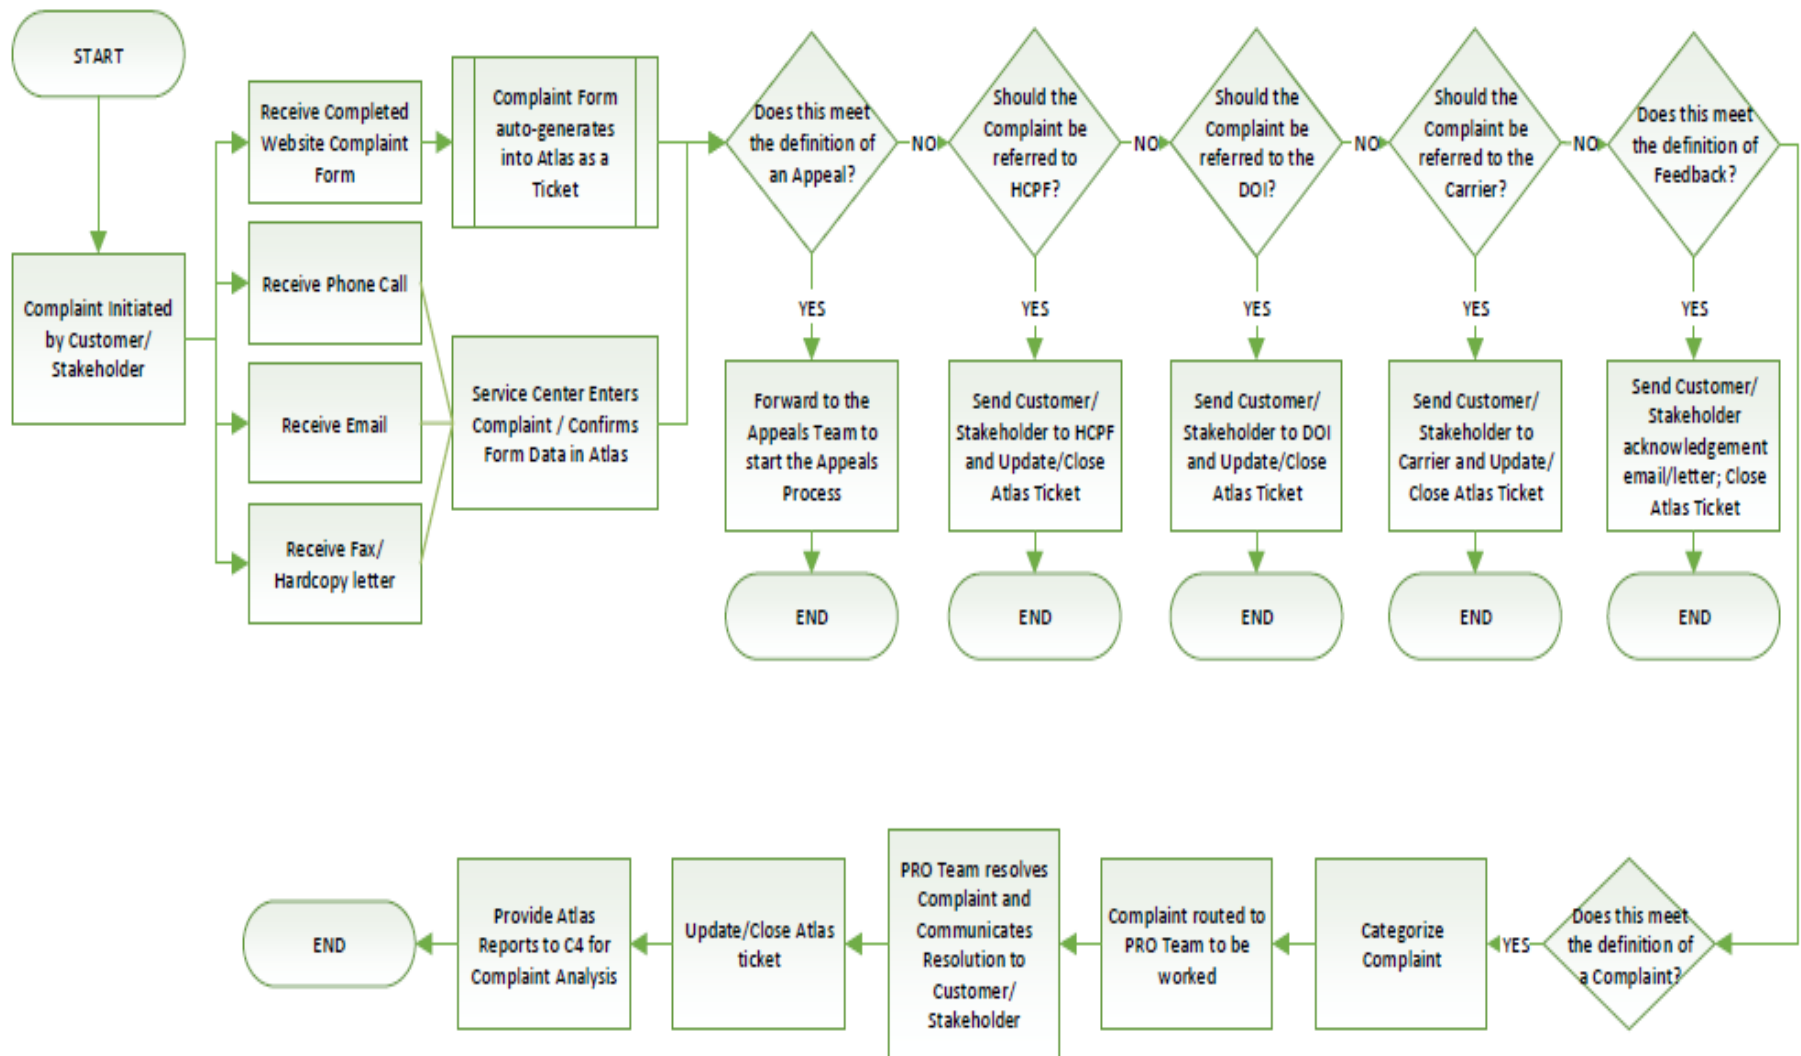 START
Complaint Initiated
by Customer/
Stakeholder
Receive Completed
Website Complaint
Form
Receive Phone Call
Receive Email
Receive Fax/
Hardcopy letter
Complaint Form
auto-generates
into Atlas as a
Ticket
Service Center Enters
Complaint / Confirms
Form Data in Atlas
Does this meet
the definition of
an Appeal?
NO
YES
Forward to the
Appeals Team to
start the Appeals
Process
END
Should the
Complaint be
referred to
HCPF?
NO
YES
Send Customer/
Stakeholder to HCPF
and Update/Close
Atlas Ticket
END
Should the
Complaint be
referred to the
DOI?
NO
YES
Send Customer/
Stakeholder to DOI
and Update/Close
Atlas Ticket
END
Should the
Complaint be
referred to the
Carrier?
NO
YES
Send Customer/
Stakeholder to
Carrier and Update/
Close Atlas Ticket
END
Does this meet
the definition of
Feedback?
YES
Send Customer/
Stakeholder
acknowledgement
email/letter; Close
Atlas Ticket
END
Does this meet
the definition of
a Complaint?
YES
Categorize
Complaint
Complaint routed to
PRO Team to be
worked
PRO Team resolves
Complaint and
Communicates
Resolution to
Customer/
Stakeholder
Update/Close Atlas
ticket
Provide Atlas
Reports to C4 for
Complaint Analysis
END